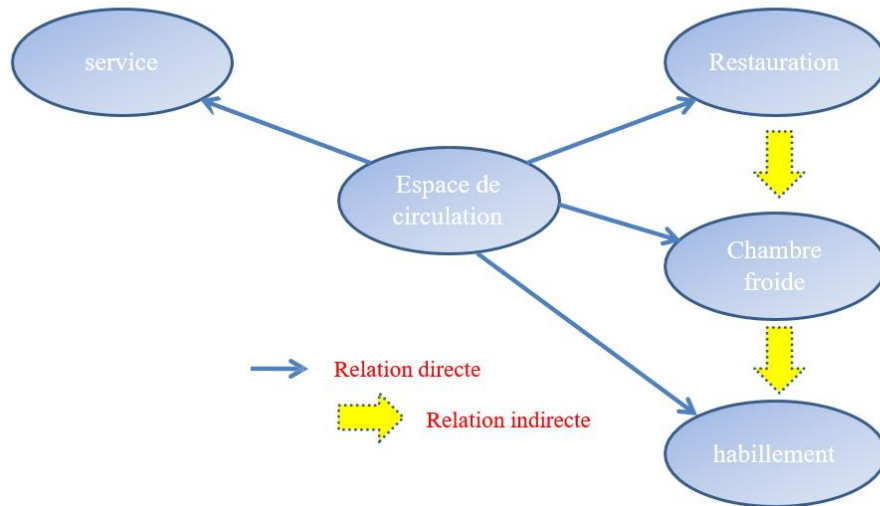 service
Restauration
Espace de
circulation
Chambre
froide
Relation directe
Relation indirecte
habillement